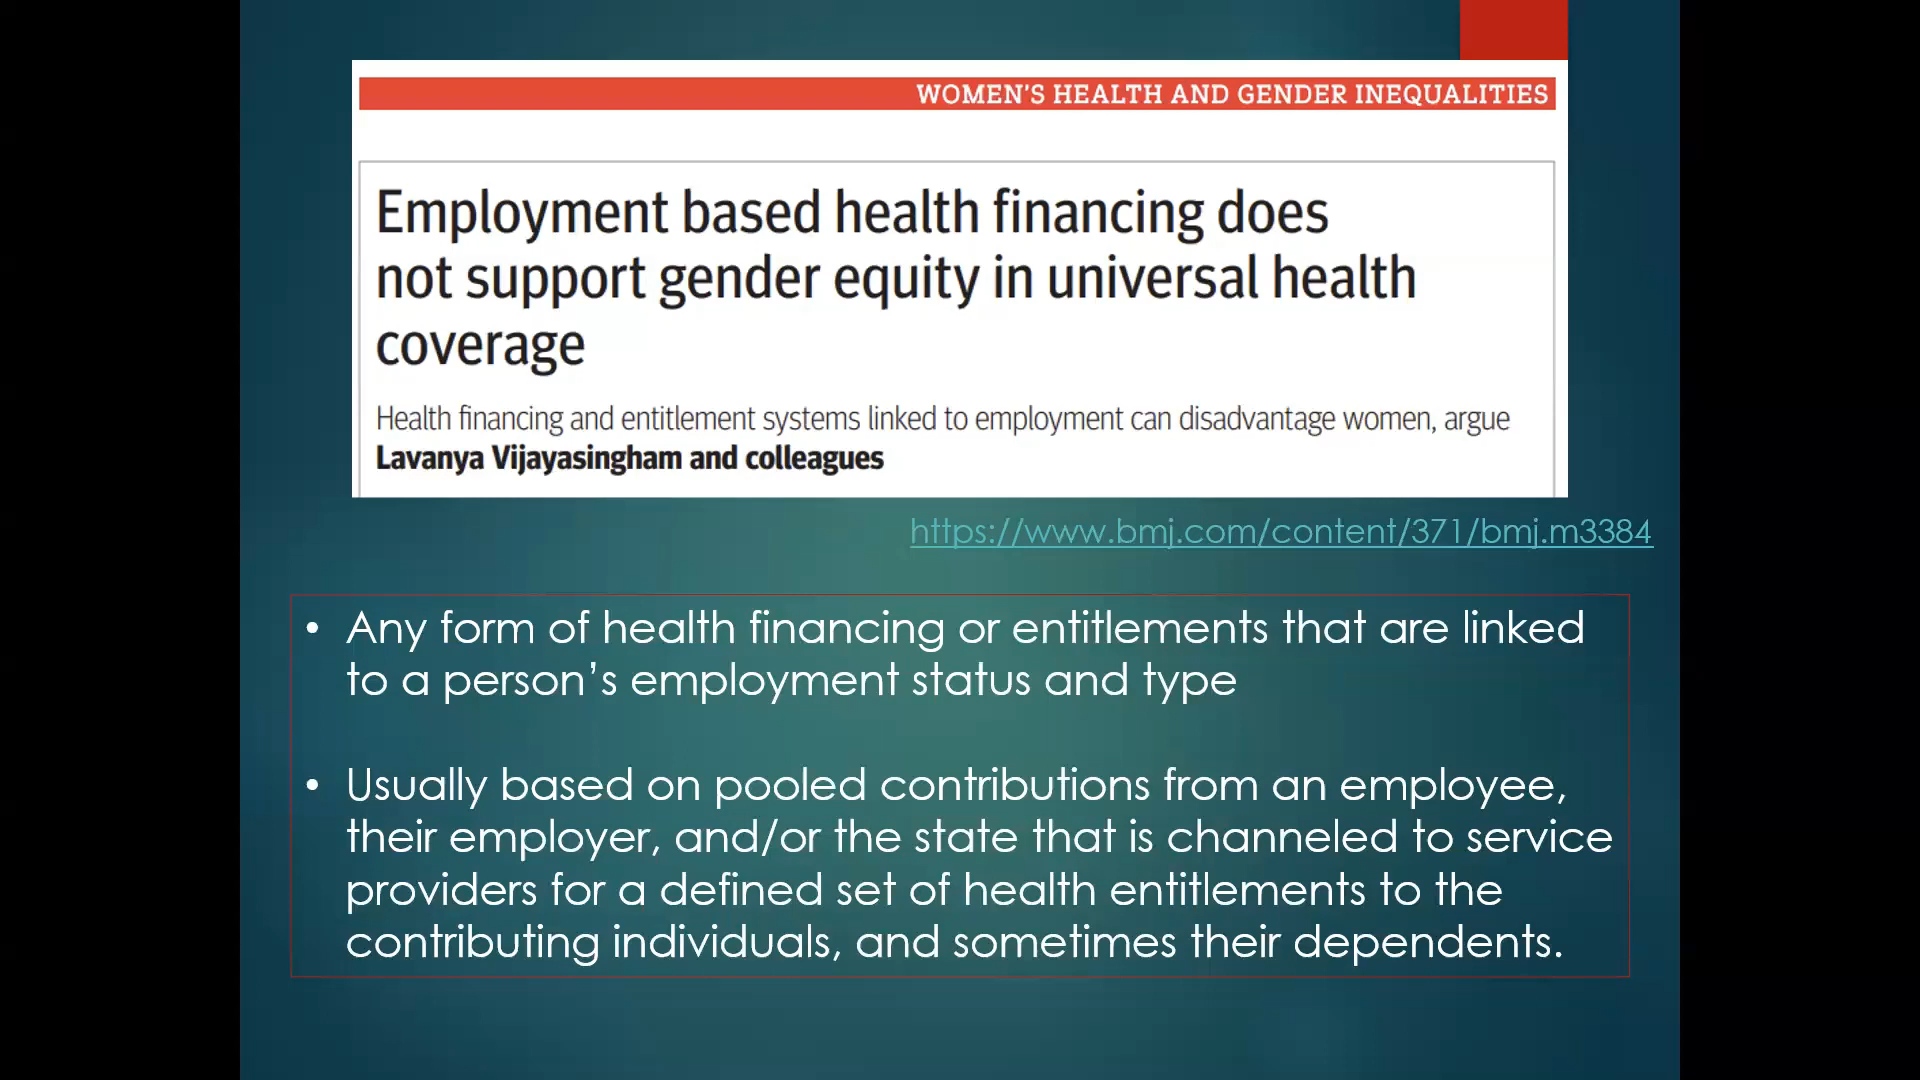 WOMEN'S HEALTH AND GENDER INEQUALITIES
Employment based health financing does
not support gender equity in universal health
coverage
Health financing and entitlement systems linked to employment can disadvantage women, argue
Lavanya Vijayasingham and colleagues
https://www.bmj.com/content/371/bmj.m3384
• Any form of health financing or entitlements that are linked
to a person’s employment status and type
• Usually based on pooled contributions from an employee,
their employer, and/or the state that is channeled to service
providers for a defined set of health entitlements to the
contributing individuals, and sometimes their dependents.